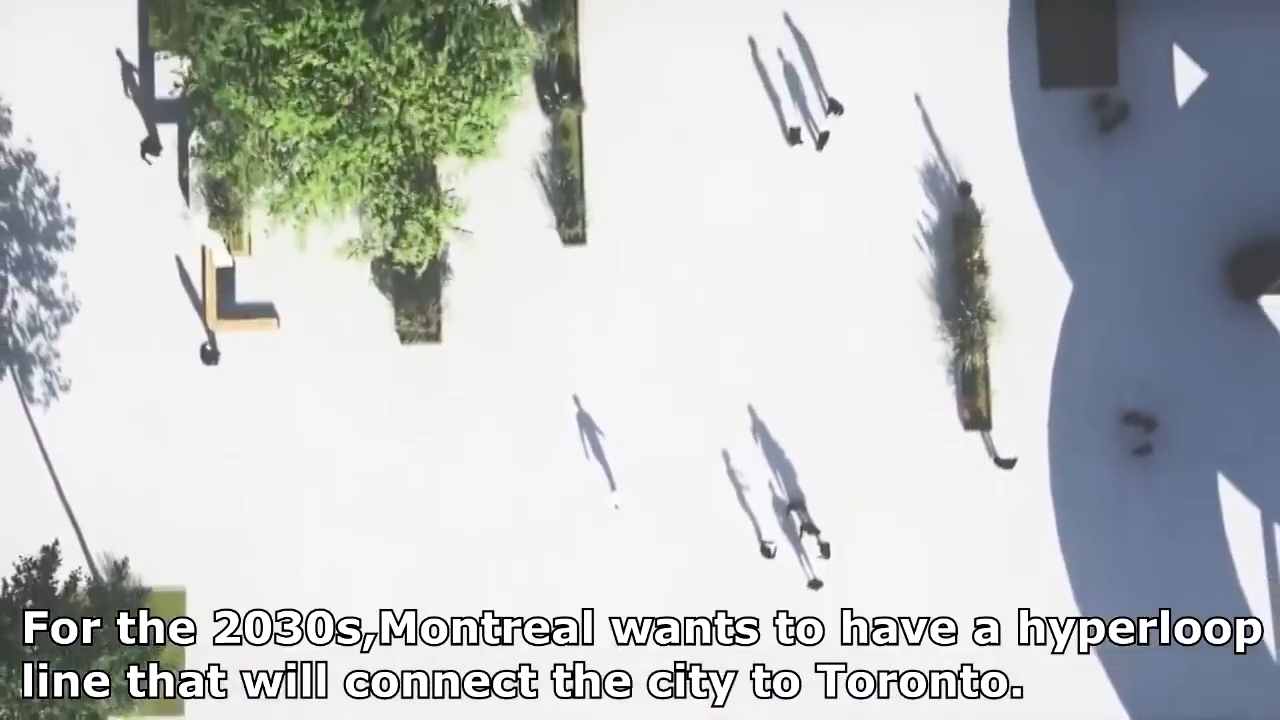 For the 2030s,Montreal wants to have a hyperloop
line that will connect the city to Toronto.